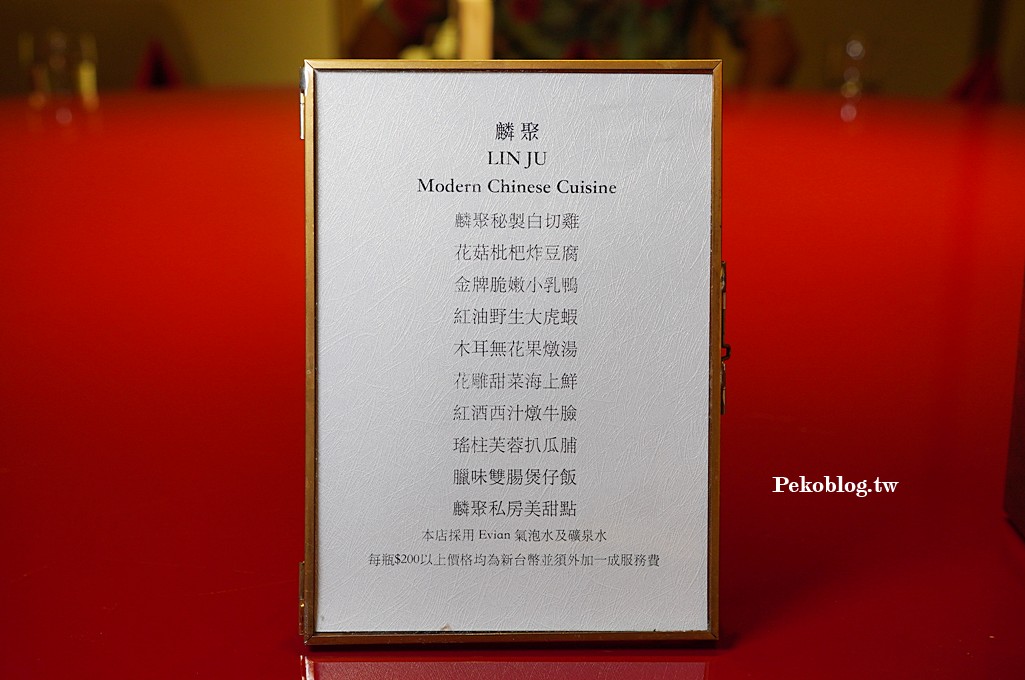 麟聚
LIN JU
Modern Chinese Cuisine
麟聚秘製白切雞
花菇枇杷炸豆腐
金牌脆嫩小乳鴨
紅油野生大虎蝦
木耳無花果燉湯
花雕甜菜海上鮮
紅酒西汁燉牛臉
瑤柱芙蓉扒瓜脯
臘味雙腸煲仔飯
麟聚私房美甜點
本店採用 Evian 氣泡水及礦泉水
每瓶$200以上價格均為新台幣並須外加一成服務費
Pekoblog.tw